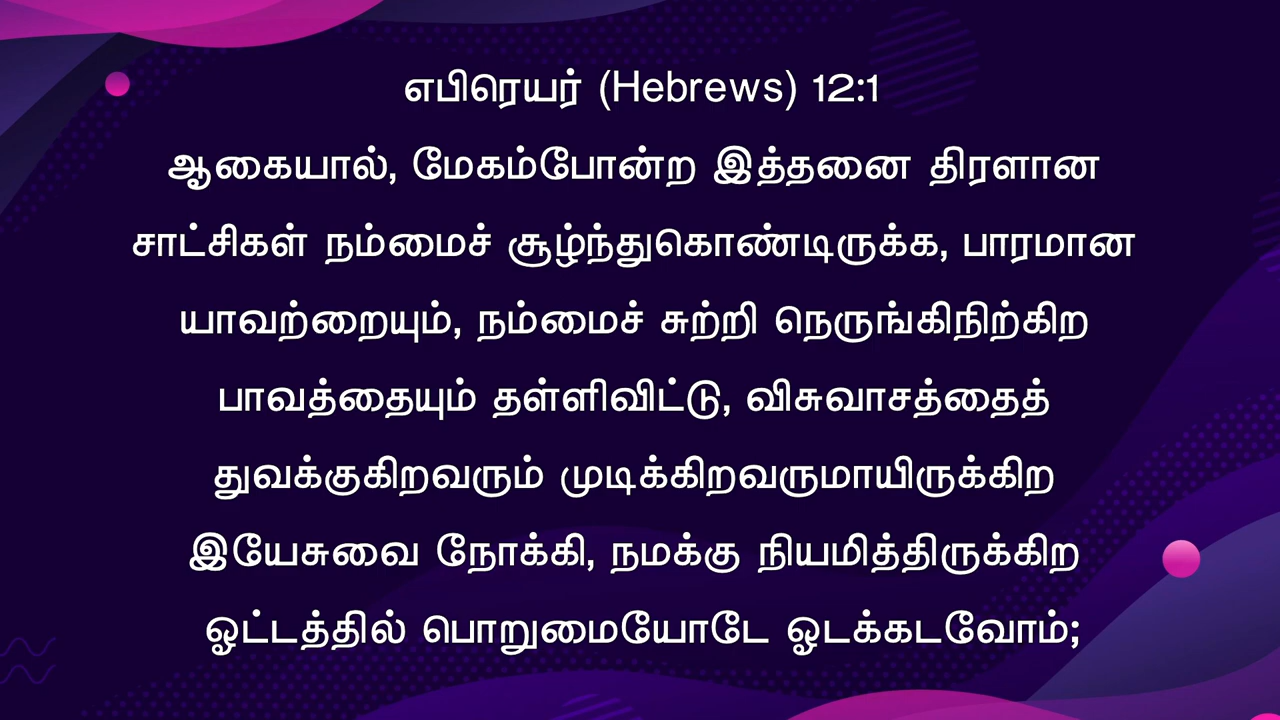 எபிரெயர் (Hebrews) 12:1
ஆகையால், மேகம்போன்ற இத்தனை திரளான
சாட்சிகள் நம்மைச் சூழ்ந்துகொண்டிருக்க, பாரமான
யாவற்றையும், நம்மைச் சுற்றி நெருங்கிநிற்கிற
பாவத்தையும் தள்ளிவிட்டு, விசுவாசத்தைத்
துவக்குகிறவரும் முடிக்கிறவருமாயிருக்கிற
இயேசுவை நோக்கி, நமக்கு நியமித்திருக்கிற
ஓட்டத்தில் பொறுமையோடே ஓடக்கடவோம்;